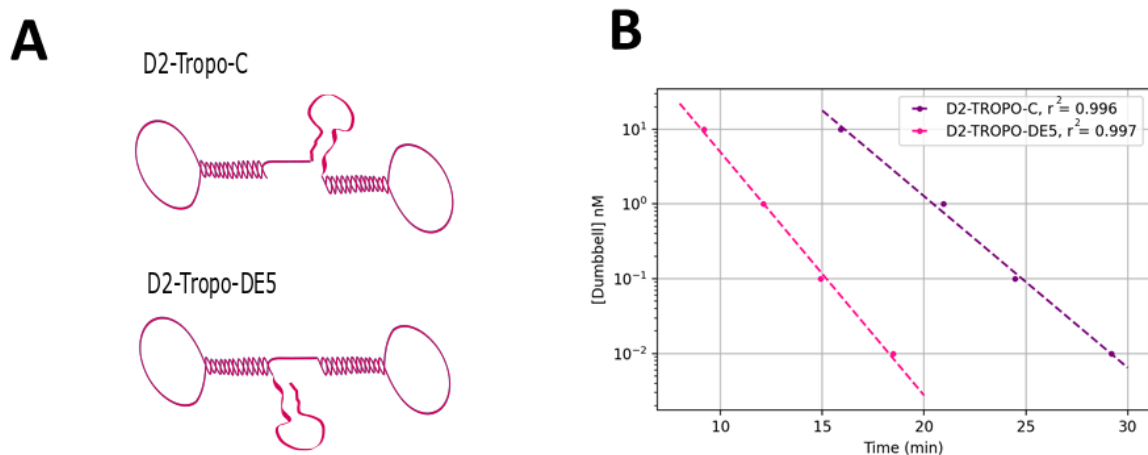 A
D2-Tropo-C
D2-Tropo-DE5
B
D2-TROPO-C, r² = 0.996
D2-TROPO-DE5, r² = 0.997
[Dumbbell] nM
10¹
10⁰
10⁻¹
10⁻²
10 15 20 25 30
Time (min)